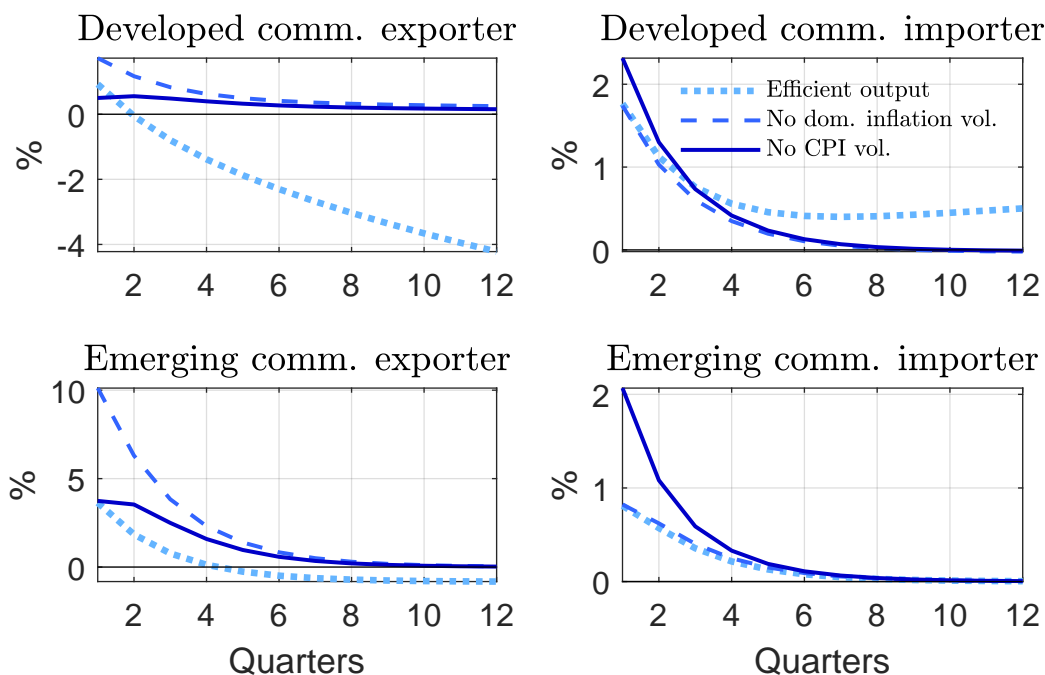 Developed comm. exporter
%
0
-2
-4
2 4 6 8 10 12
Developed comm. importer
%
2
1
0
Efficient output
No dom. inflation vol.
No CPI vol.
2 4 6 8 10 12
Emerging comm. exporter
%
10
5
0
2 4 6 8 10 12
Quarters
Emerging comm. importer
%
2
1
0
2 4 6 8 10 12
Quarters